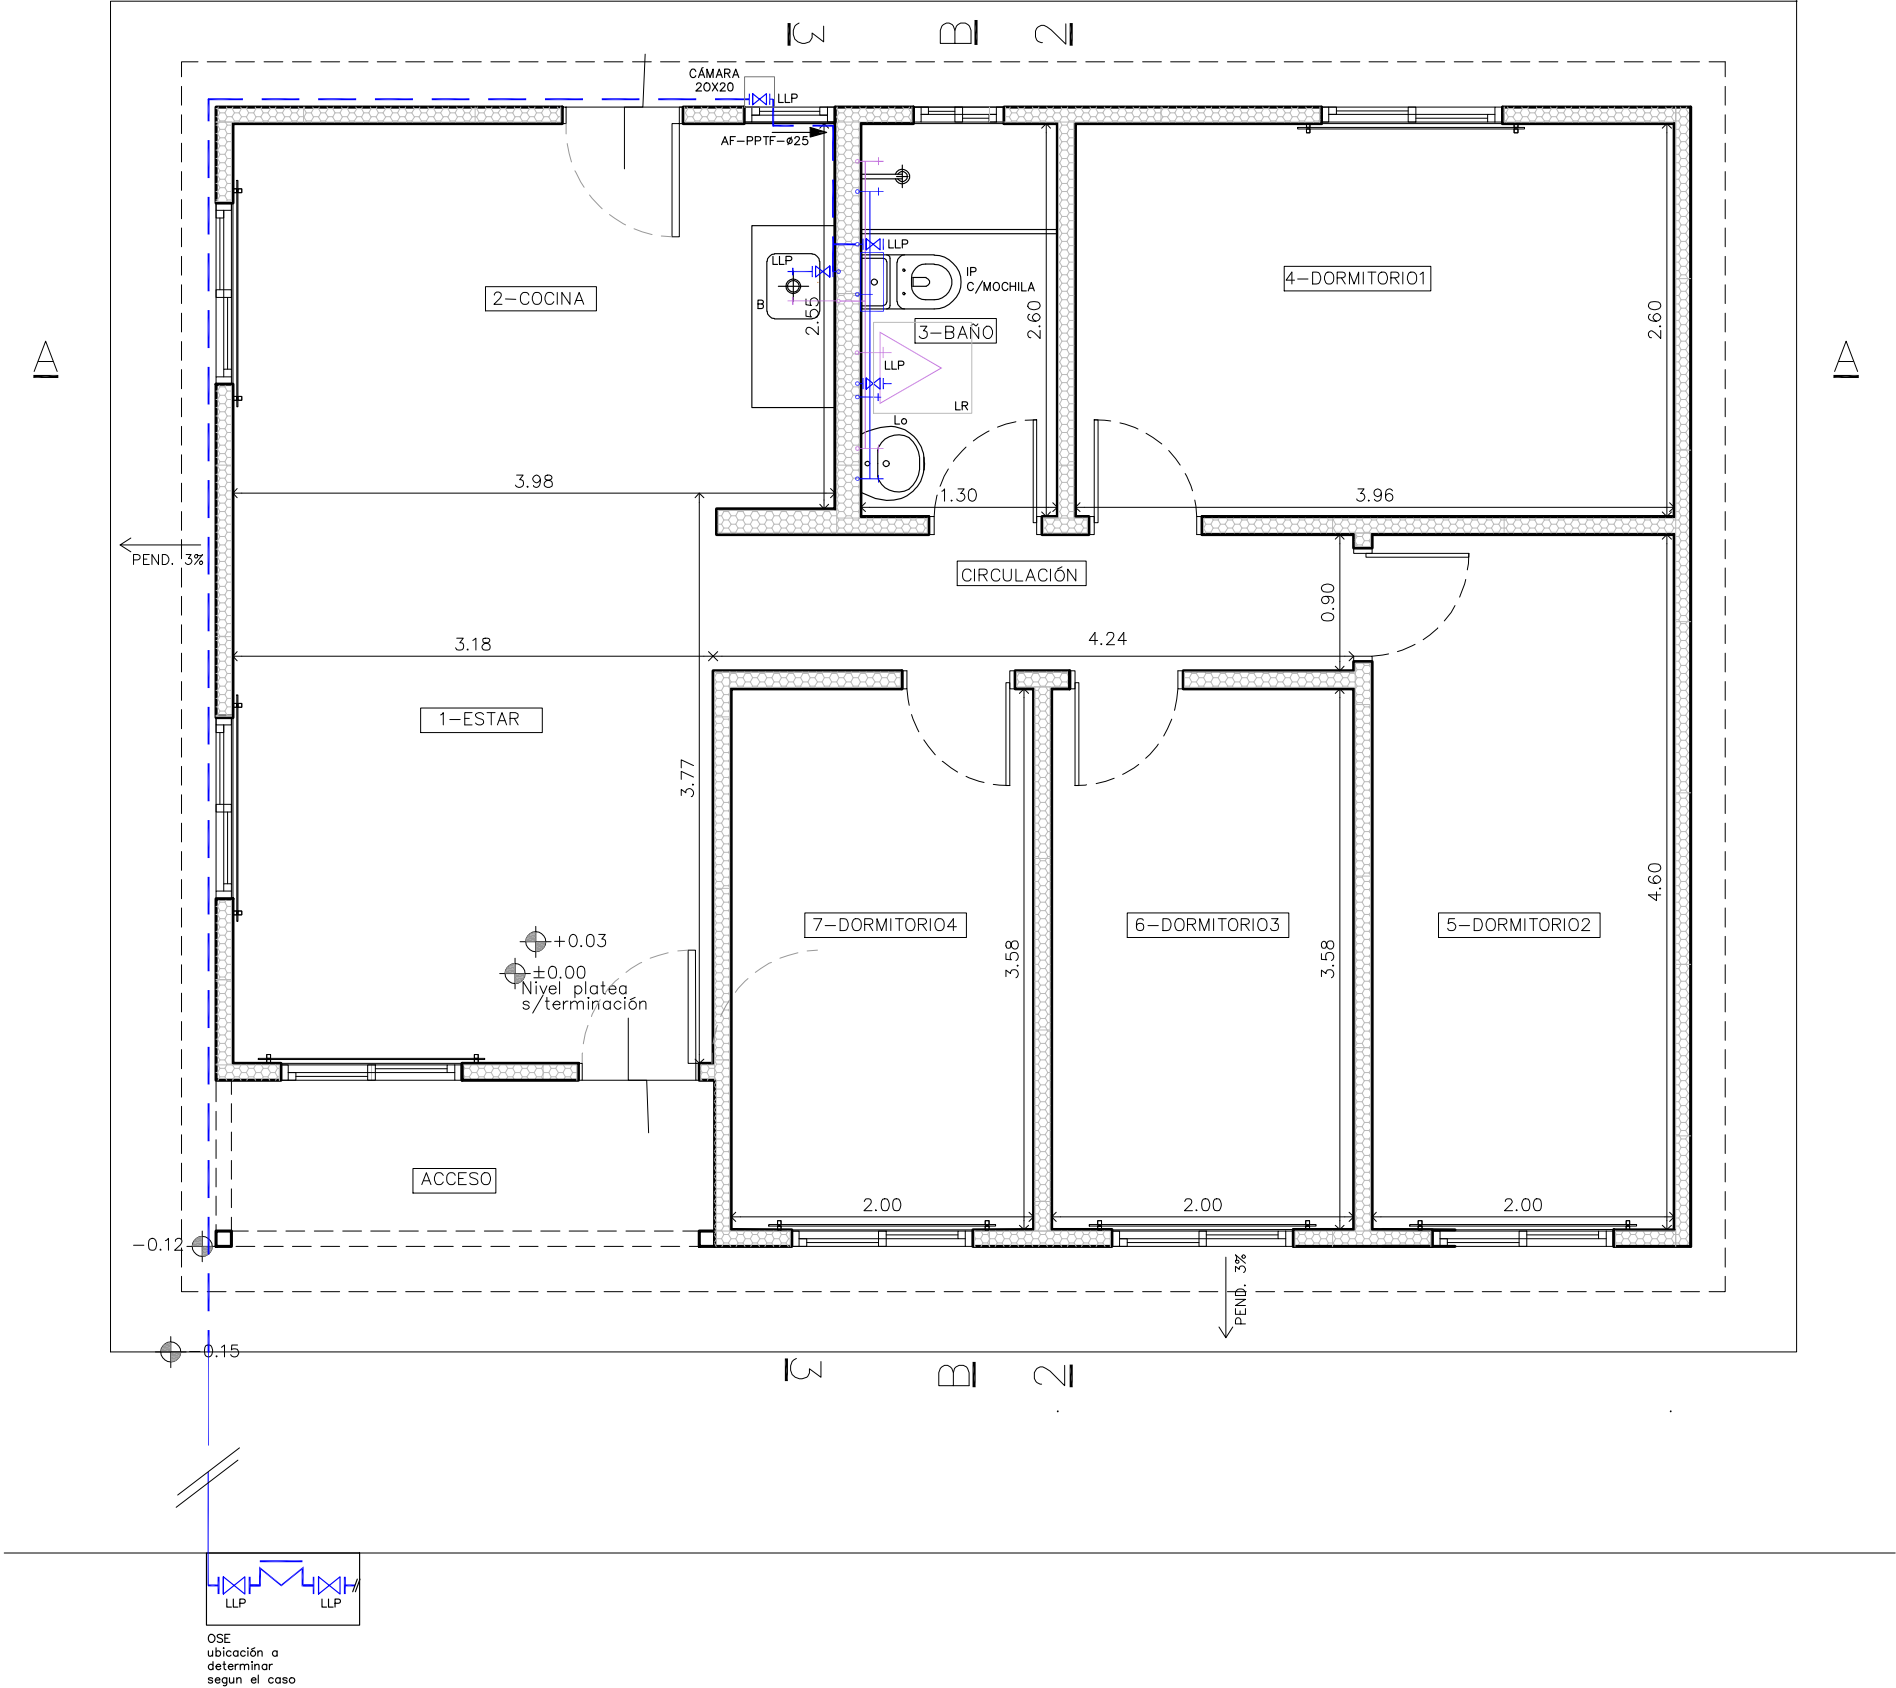 3
B
2
CÁMARA
20X20
LLP
AF-PPTF-ø25
2-COCINA
LLP
B
2.55
LLP
IP
C/MOCHILA
3-BAÑO
2.60
4-DORMITORIO1
2.60
A
A
LLP
LR
Lo
3.98
1.30
3.96
PEND. 3%
CIRCULACIÓN
0.90
3.18
4.24
1-ESTAR
3.77
4.60
7-DORMITORIO4
6-DORMITORIO3
5-DORMITORIO2
+0.03
±0.00
Nivel platea
s/terminación
3.58
3.58
ACCESO
2.00
2.00
2.00
-0.12
PEND. 3%
-0.15
3
B
2
LLP
LLP
OSE
ubicación a
determinar
segun el caso